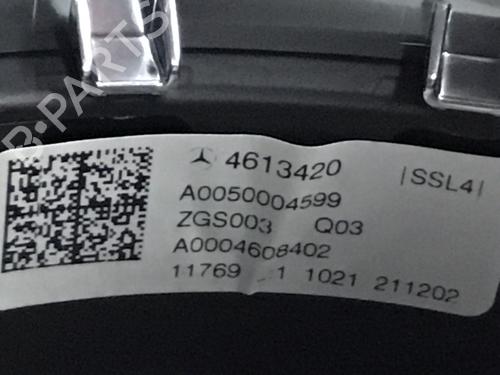 B-PARTS
4613420 |SSL4|
A0050004599
ZGS003 Q03
A0004608402
11769 1 1021 211202